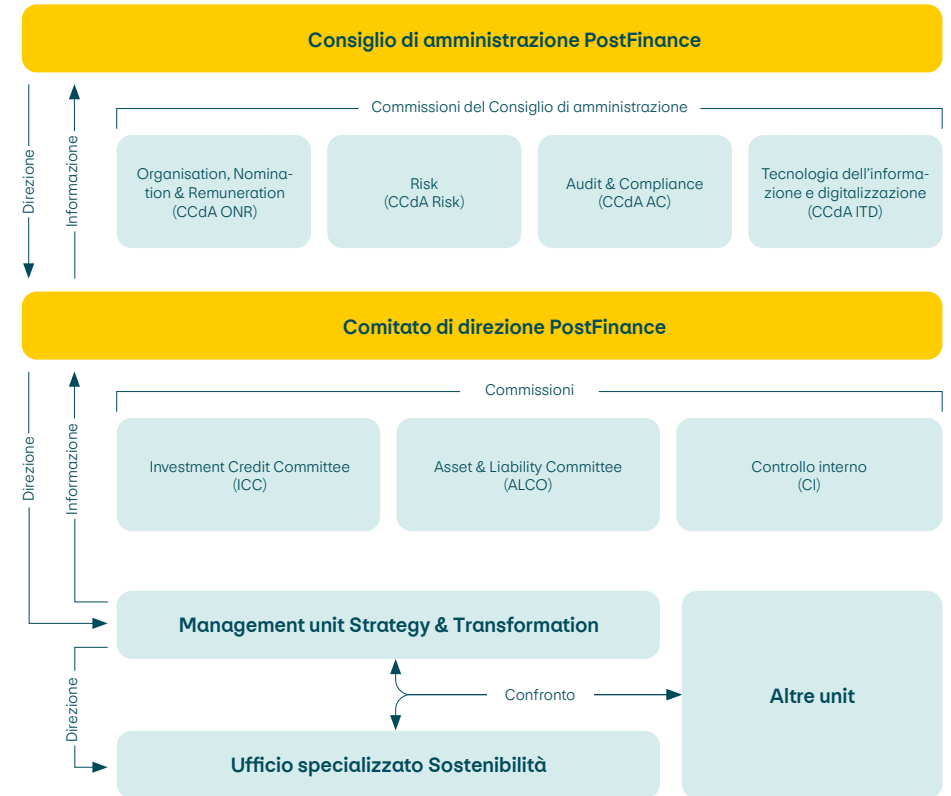 Consiglio di amministrazione PostFinance
Direzione
Informazione
Commissioni del Consiglio di amministrazione
Organisation, Nomina-
tion & Remuneration
(CCdA ONR)
Risk
(CCdA Risk)
Audit & Compliance
(CCdA AC)
Tecnologia dell'informa-
zione e digitalizzazione
(CCdA ITD)
Comitato di direzione PostFinance
Direzione
Informazione
Commissioni
Investment Credit Committee
(ICC)
Asset & Liability Committee
(ALCO)
Controllo interno
(CI)
Management unit Strategy & Transformation
Direzione
Confronto
Altre unit
Ufficio specializzato Sostenibilità